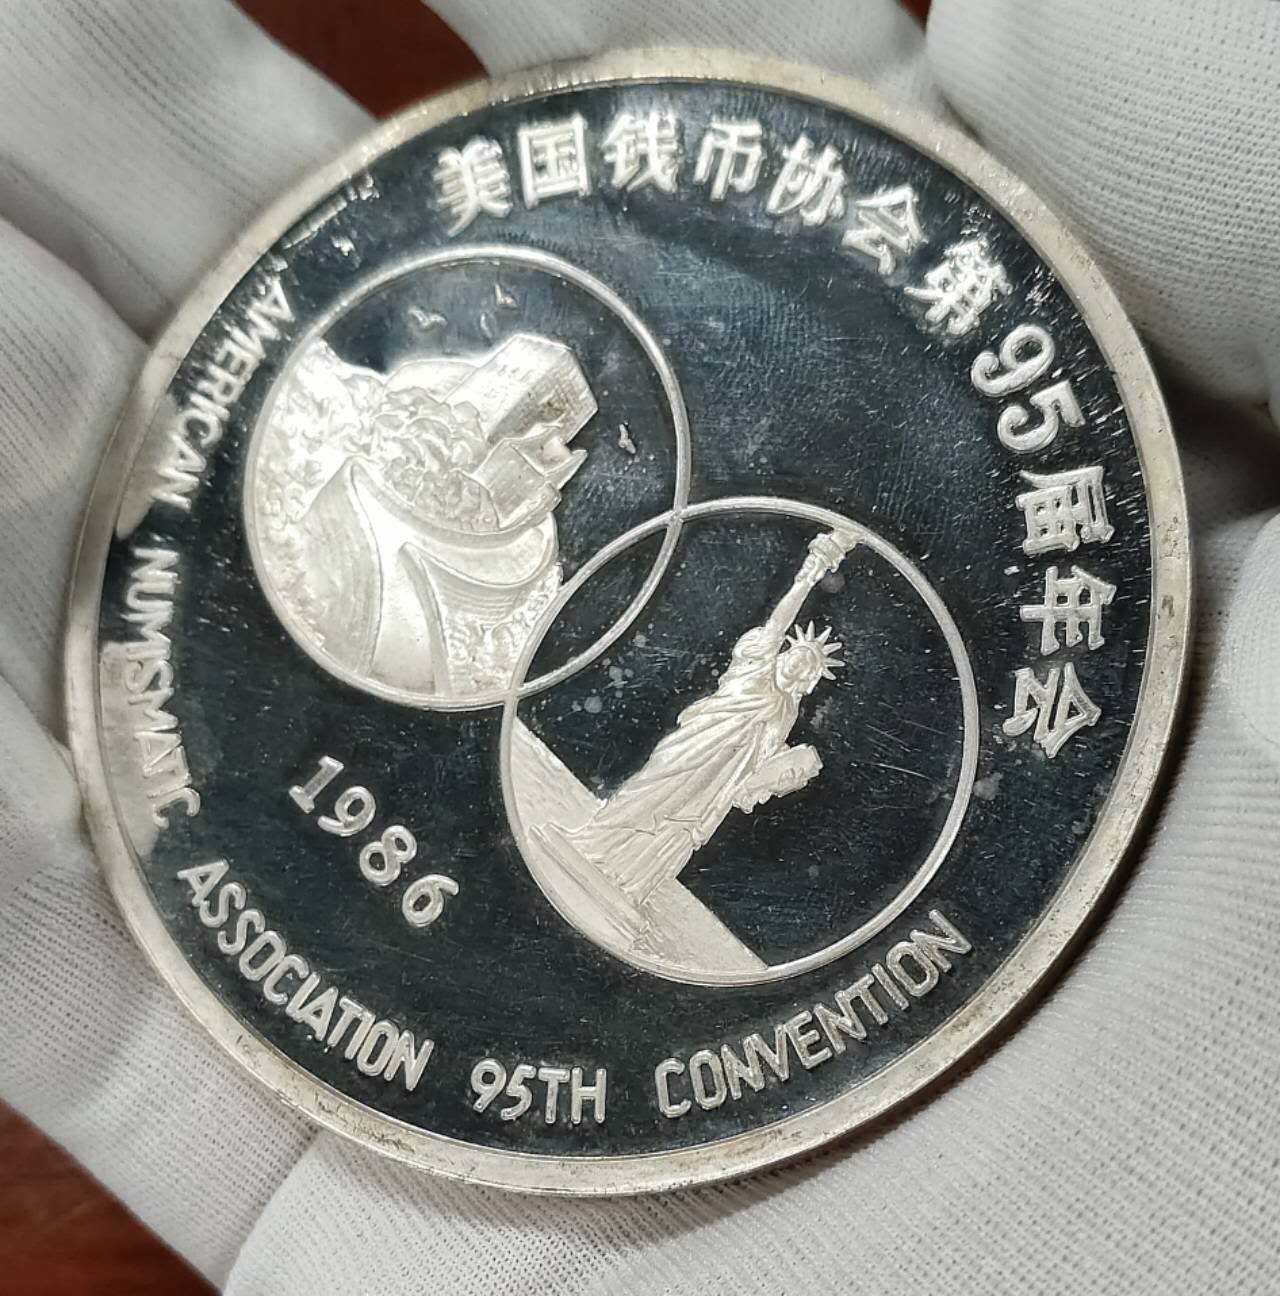 美国钱币协会第95届年会
1986
AMERICAN NUMISMATIC ASSOCIATION 95TH CONVENTION